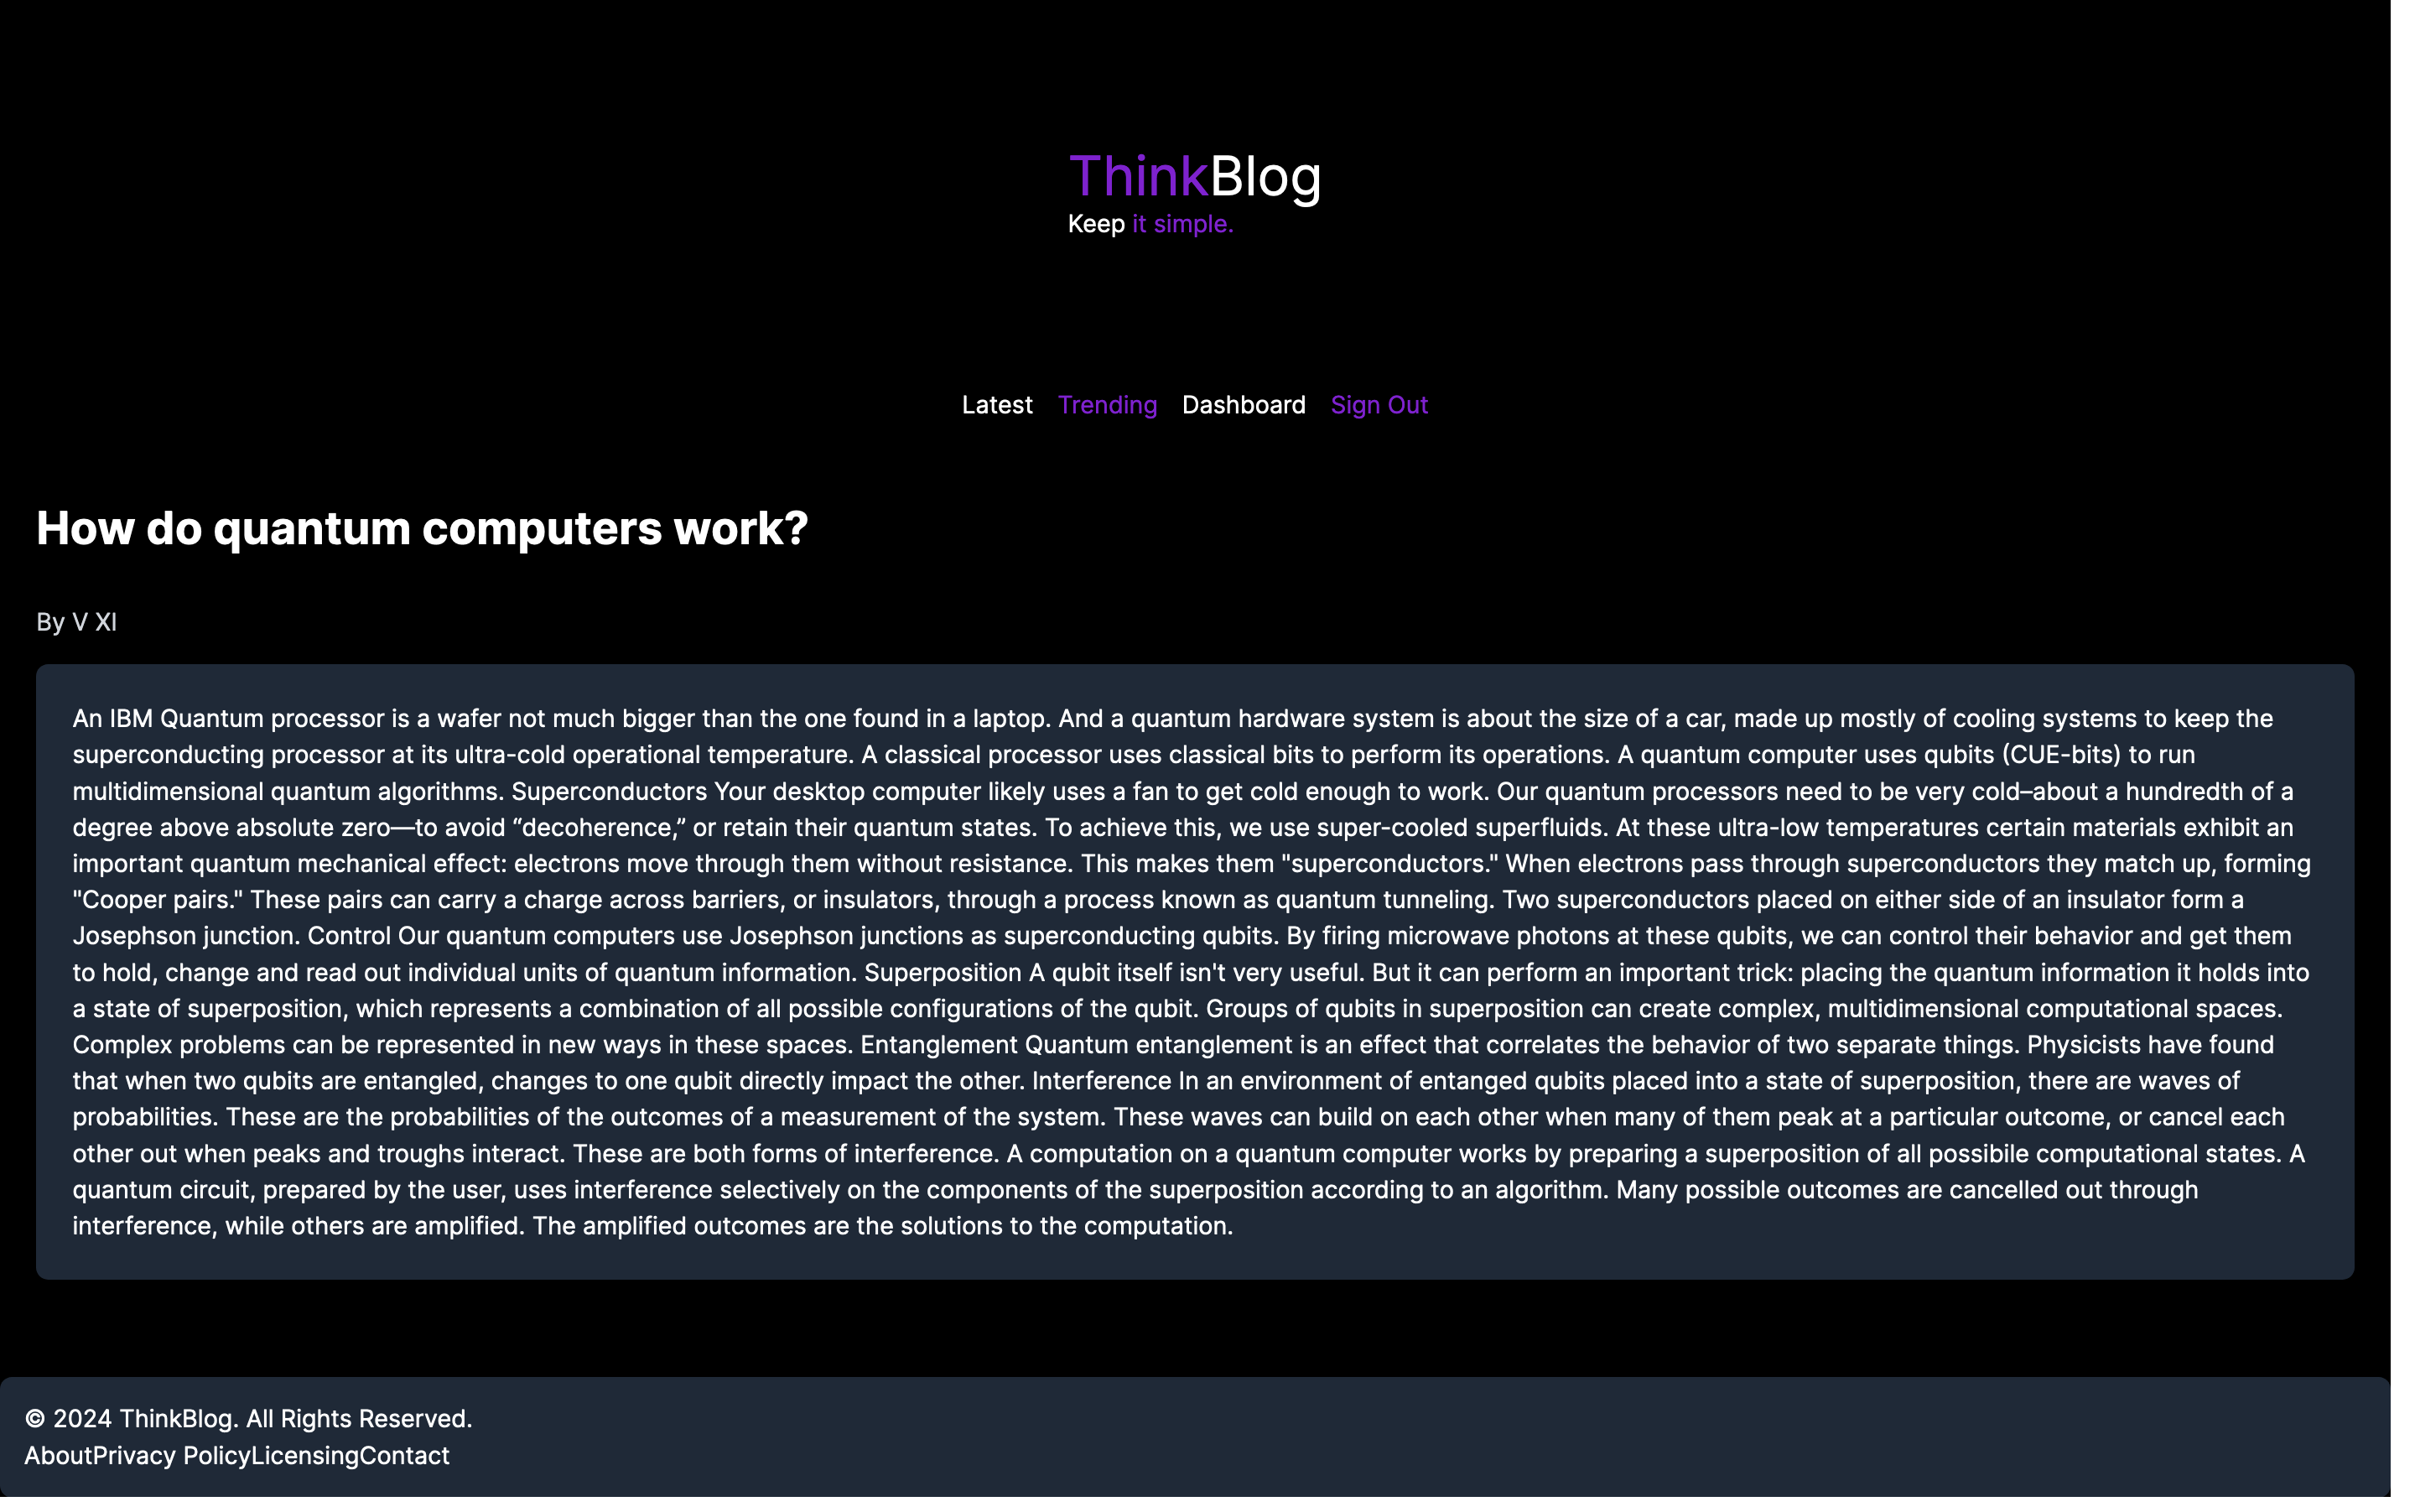 ThinkBlog
Keep it simple.
Latest Trending Dashboard Sign Out
How do quantum computers work?
By V XI
An IBM Quantum processor is a wafer not much bigger than the one found in a laptop. And a quantum hardware system is about the size of a car, made up mostly of cooling systems to keep the
superconducting processor at its ultra-cold operational temperature. A classical processor uses classical bits to perform its operations. A quantum computer uses qubits (CUE-bits) to run
multidimensional quantum algorithms. Superconductors Your desktop computer likely uses a fan to get cold enough to work. Our quantum processors need to be very cold–about a hundredth of a
degree above absolute zero—to avoid “decoherence,” or retain their quantum states. To achieve this, we use super-cooled superfluids. At these ultra-low temperatures certain materials exhibit an
important quantum mechanical effect: electrons move through them without resistance. This makes them "superconductors." When electrons pass through superconductors they match up, forming
"Cooper pairs." These pairs can carry a charge across barriers, or insulators, through a process known as quantum tunneling. Two superconductors placed on either side of an insulator form a
Josephson junction. Control Our quantum computers use Josephson junctions as superconducting qubits. By firing microwave photons at these qubits, we can control their behavior and get them
to hold, change and read out individual units of quantum information. Superposition A qubit itself isn't very useful. But it can perform an important trick: placing the quantum information it holds into
a state of superposition, which represents a combination of all possible configurations of the qubit. Groups of qubits in superposition can create complex, multidimensional computational spaces.
Complex problems can be represented in new ways in these spaces. Entanglement Quantum entanglement is an effect that correlates the behavior of two separate things. Physicists have found
that when two qubits are entangled, changes to one qubit directly impact the other. Interference In an environment of entanged qubits placed into a state of superposition, there are waves of
probabilities. These are the probabilities of the outcomes of a measurement of the system. These waves can build on each other when many of them peak at a particular outcome, or cancel each
other out when peaks and troughs interact. These are both forms of interference. A computation on a quantum computer works by preparing a superposition of all possibile computational states. A
quantum circuit, prepared by the user, uses interference selectively on the components of the superposition according to an algorithm. Many possible outcomes are cancelled out through
interference, while others are amplified. The amplified outcomes are the solutions to the computation.
© 2024 ThinkBlog. All Rights Reserved.
AboutPrivacy PolicyLicensingContact